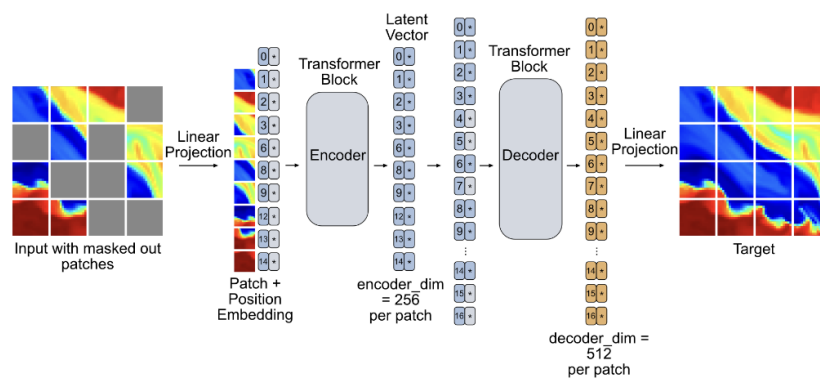 Input with masked out
patches
Linear
Projection
0 *
1 *
2 *
3 *
6 *
8 *
9 *
12 *
13 *
14 *
Patch +
Position
Embedding
Transformer
Block
Encoder
Latent
Vector
0 *
1 *
2 *
3 *
6 *
8 *
9 *
12 *
13 *
14 *
encoder_dim
= 256
per patch
0 *
1 *
2 *
3 *
4 *
5 *
6 *
7 *
8 *
9 *
⋮
14 *
15 *
16 *
Transformer
Block
Decoder
0 *
1 *
2 *
3 *
4 *
5 *
6 *
7 *
8 *
9 *
⋮
14 *
15 *
16 *
decoder_dim =
512
per patch
Linear
Projection
Target